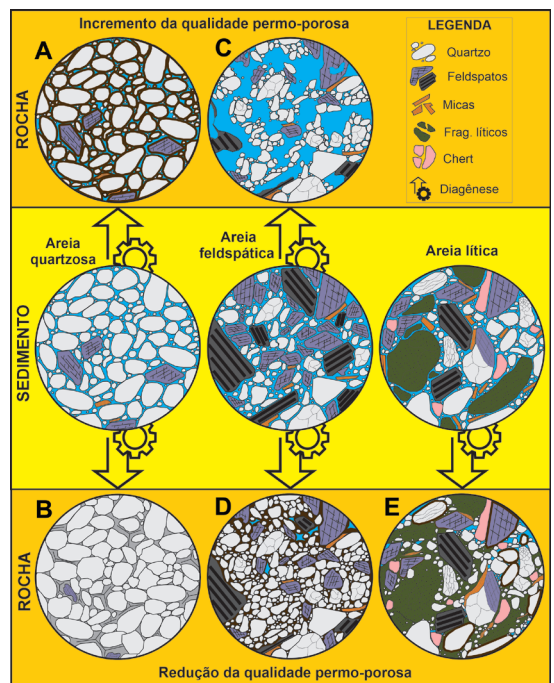 Incremento da qualidade permo-porosa
A
C
ROCHA
LEGENDA
Quartzo
Feldspatos
Micas
Frag. líticos
Chert
Diagênese
SEDIMENTO
Areia
quartzosa
Areia
feldspática
Areia lítica
ROCHA
B
D
E
Redução da qualidade permo-porosa